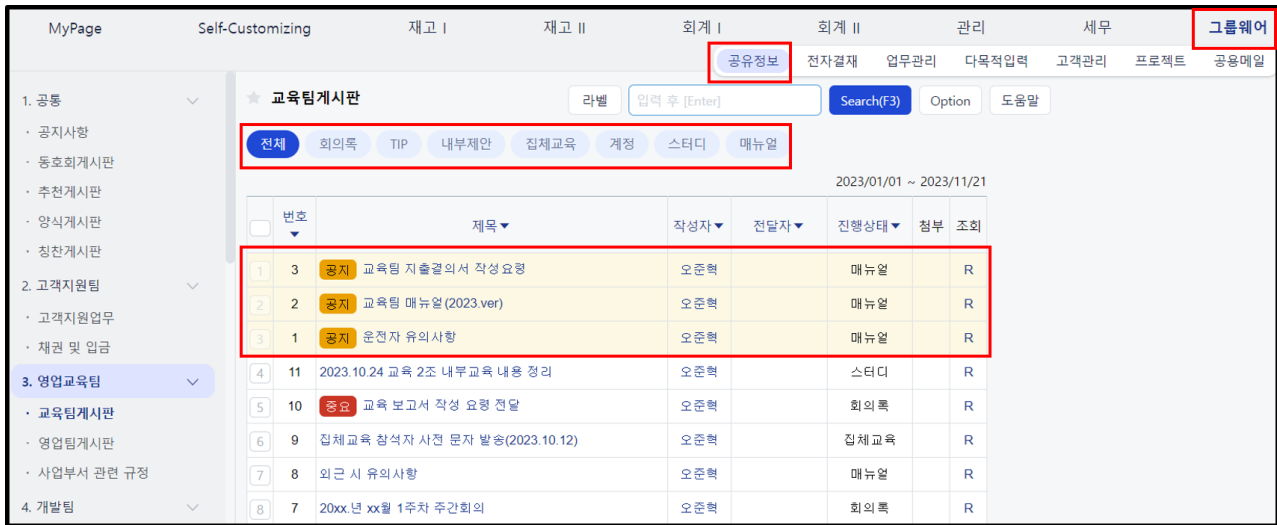 MyPage Self-Customizing 재고 I 재고 II 회계 I 회계 II 관리 세무 그룹웨어
공유정보 전자결재 업무관리 다목적입력 고객관리 프로젝트 공용메일
1. 공통
· 공지사항
· 동호회게시판
· 추천게시판
· 양식게시판
· 칭찬게시판
2. 고객지원팀
· 고객지원업무
· 채권 및 입금
3. 영업교육팀
· 교육팀게시판
· 영업팀게시판
· 사업부서 관련 규정
4. 개발팀
★ 교육팀게시판 라벨 입력 후 [Enter] Search(F3) Option 도움말
전체 회의록 TIP 내부제안 집체교육 계정 스터디 매뉴얼
2023/01/01 ~ 2023/11/21
번호▼ 제목▼ 작성자▼ 전달자▼ 진행상태▼ 첨부 조회
1 3 공지 교육팀 지출결의서 작성요령 오준혁 매뉴얼 R
2 2 공지 교육팀 매뉴얼(2023.ver) 오준혁 매뉴얼 R
3 1 공지 운전자 유의사항 오준혁 매뉴얼 R
4 11 2023.10.24 교육 2조 내부교육 내용 정리 오준혁 스터디 R
5 10 중요 교육 보고서 작성 요령 전달 오준혁 회의록 R
6 9 집체교육 참석자 사전 문자 발송(2023.10.12) 오준혁 집체교육 R
7 8 외근 시 유의사항 오준혁 매뉴얼 R
8 7 20xx.년 xx월 1주차 주간회의 오준혁 회의록 R